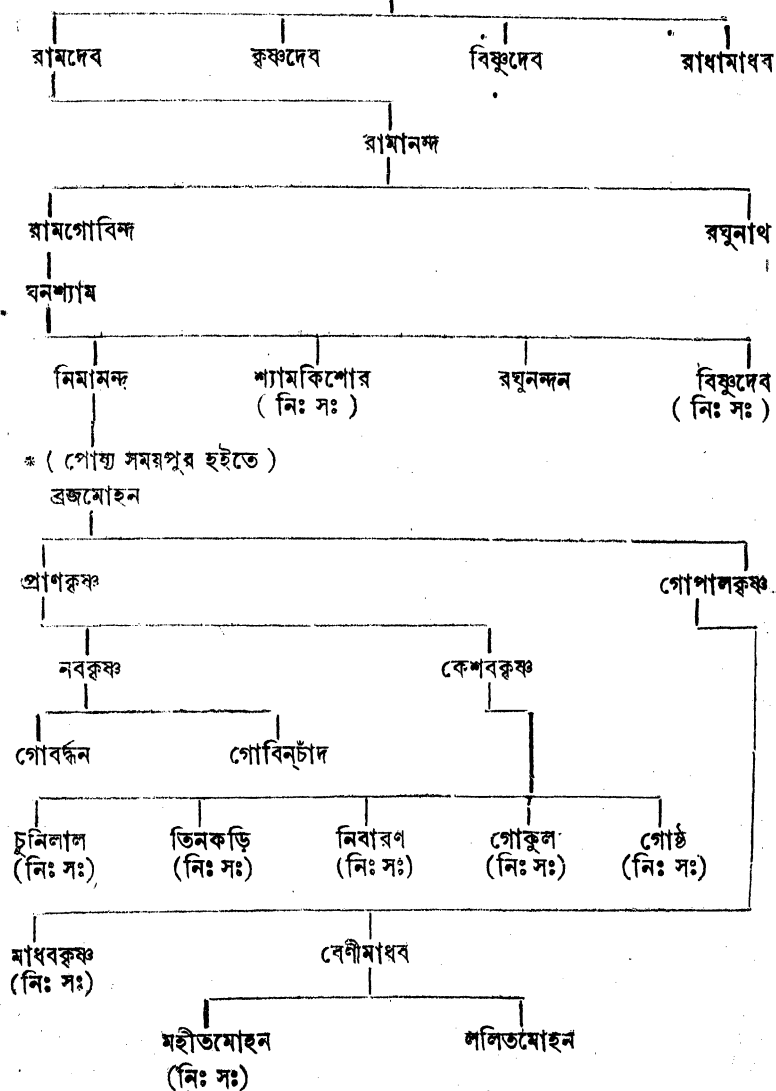 রামদেব কৃষ্ণদেব বিষ্ণুদেব রাধামাধব
রামানন্দ
রামগোবিন্দ রঘুনাথ
ঘনশ্যাম
নিমানন্দ শ্যামকিশোর রঘুনন্দন বিষ্ণুদেব
( নিঃ সঃ ) ( নিঃ সঃ )
* ( পোষ্য সময়পুর হইতে )
ব্রজমোহন
প্রাণকৃষ্ণ গোপালকৃষ্ণ
নবকৃষ্ণ কেশবকৃষ্ণ
গোবর্দ্ধন গোবিন্‌চাঁদ
চুনিলাল তিনকড়ি নিবারণ গোকুল গোষ্ঠ
(নিঃ সঃ) (নিঃ সঃ) (নিঃ সঃ) (নিঃ সঃ) (নিঃ সঃ)
মাধবকৃষ্ণ বেণীমাধব
(নিঃ সঃ)
মহীতমোহন ললিতমোহন
(নিঃ সঃ)